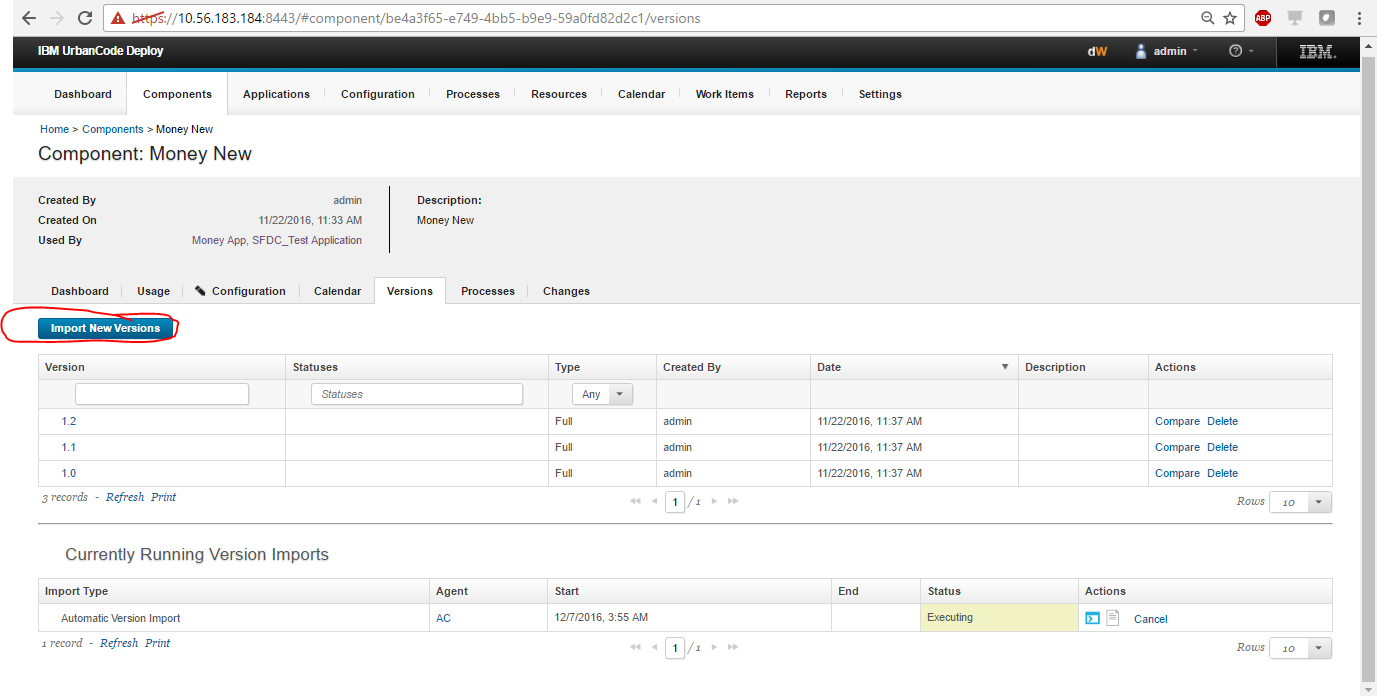 https://10.56.183.184:8443/#component/be4a3f65-e749-4bb5-b9e9-59a0fd82d2c1/versions ABP
IBM UrbanCode Deploy dW admin ? IBM.
Dashboard Components Applications Configuration Processes Resources Calendar Work Items Reports Settings
Home > Components > Money New
Component: Money New
Created By admin Description:
Created On 11/22/2016, 11:33 AM Money New
Used By Money App, SFDC_Test Application
Dashboard Usage Configuration Calendar Versions Processes Changes
Import New Versions
Version Statuses Type Created By Date Description Actions
Statuses Any
1.2 Full admin 11/22/2016, 11:37 AM Compare Delete
1.1 Full admin 11/22/2016, 11:37 AM Compare Delete
1.0 Full admin 11/22/2016, 11:37 AM Compare Delete
3 records - Refresh Print 1 / 1 Rows 10
Currently Running Version Imports
Import Type Agent Start End Status Actions
Automatic Version Import AC 12/7/2016, 3:55 AM Executing Cancel
1 record - Refresh Print 1 / 1 Rows 10